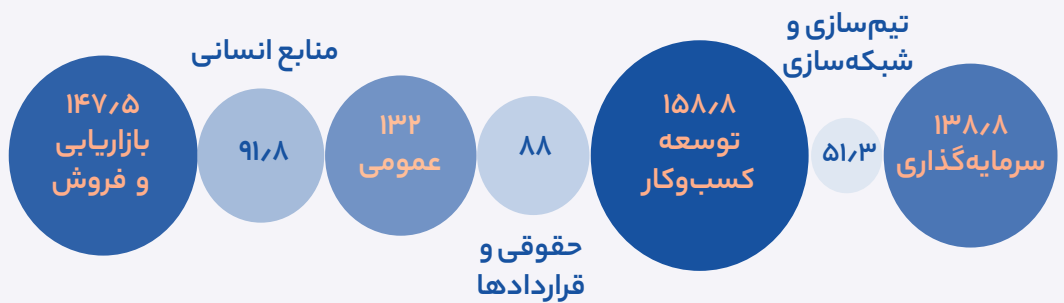 ۱۳۸٫۸
سرمایه‌گذاری
تیم‌سازی و
شبکه‌سازی
۵۱٫۳
۱۵۸٫۸
توسعه
کسب‌وکار
۸۸
حقوقی و
قراردادها
۱۳۲
عمومی
منابع انسانی
۹۱٫۸
۱۴۷٫۵
بازاریابی
و فروش